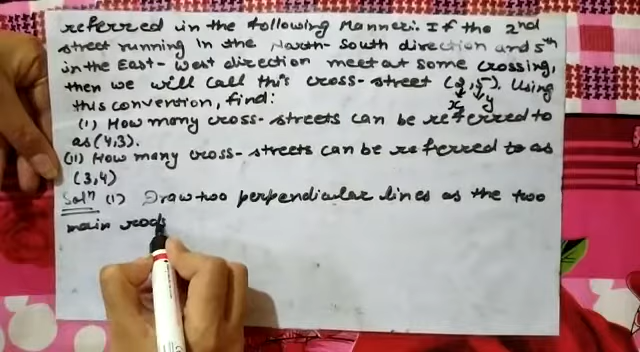 referred in the following Manner: If the 2nd
street running in the North-South direction and 5th
in the East-west direction meet at some crossing,
then we will call this cross-street (2,5). Using
x y
this convention, find:
(i) How many cross-streets can be referred to
as (4,3).
(ii) How many cross-streets can be referred to as
(3,4)
Solⁿ (i) Draw two perpendicular lines as the two
main roads